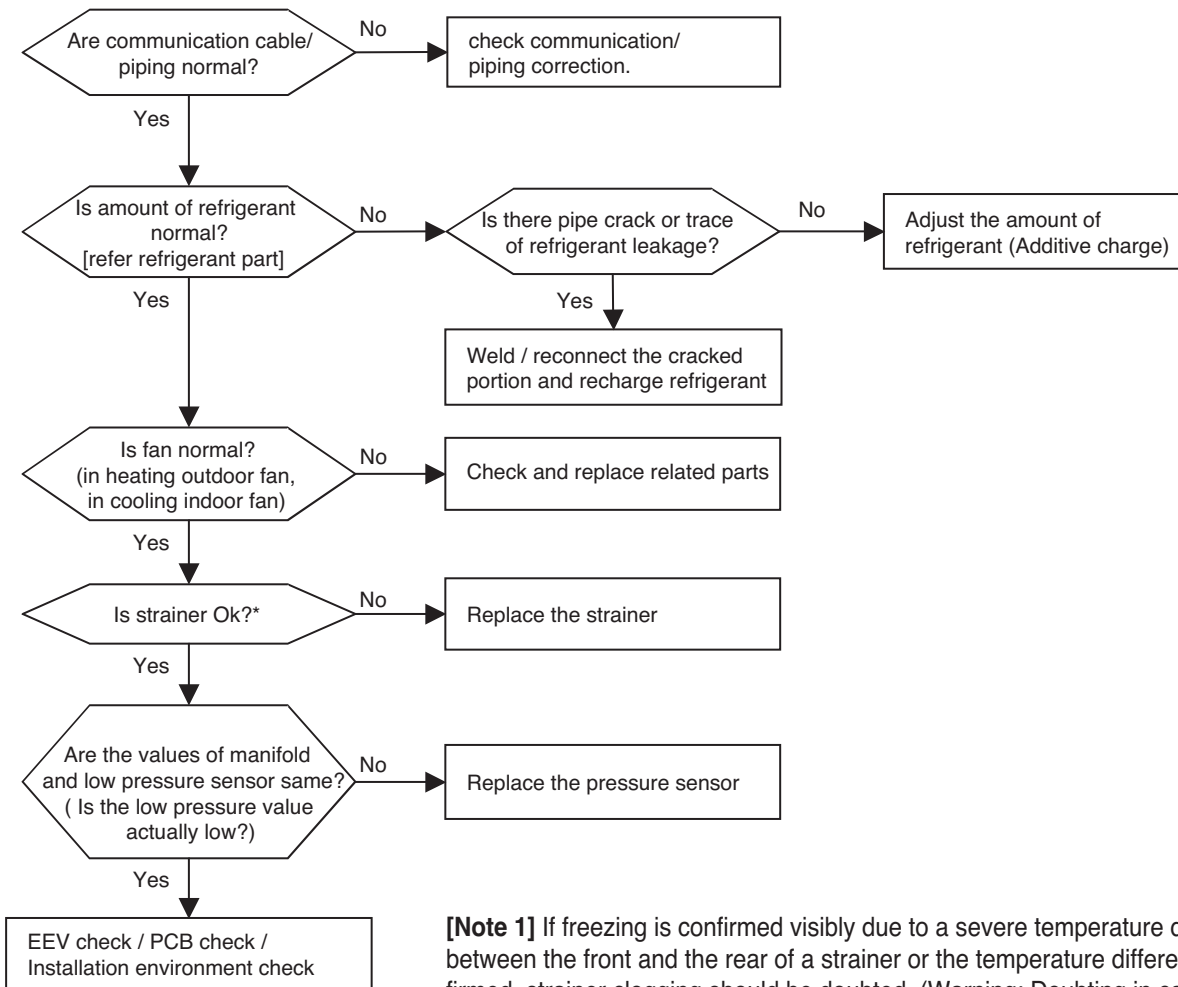 Are communication cable/
piping normal?
No
check communication/
piping correction.
Yes
Is amount of refrigerant
normal?
[refer refrigerant part]
No
Is there pipe crack or trace
of refrigerant leakage?
No
Adjust the amount of
refrigerant (Additive charge)
Yes
Yes
Weld / reconnect the cracked
portion and recharge refrigerant
Is fan normal?
(in heating outdoor fan,
in cooling indoor fan)
No
Check and replace related parts
Yes
Is strainer Ok?*
No
Replace the strainer
Yes
Are the values of manifold
and low pressure sensor same?
( Is the low pressure value
actually low?)
No
Replace the pressure sensor
Yes
EEV check / PCB check /
Installation environment check
[Note 1] If freezing is confirmed visibly due to a severe temperature
between the front and the rear of a strainer or the temperature